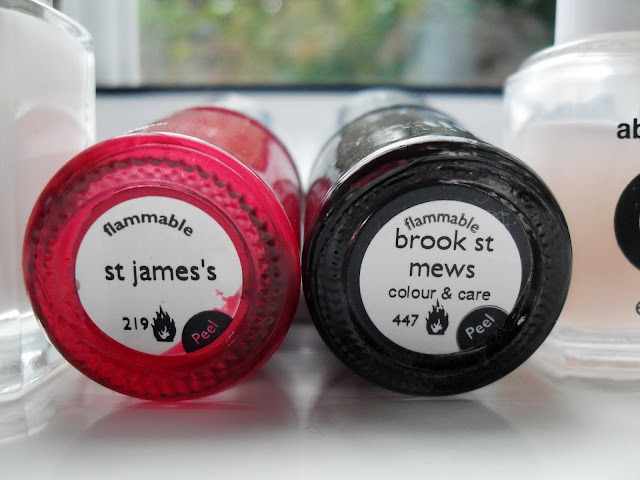 flammable
st james's
219
Peel
flammable
brook st
mews
colour & care
447
Peel
ab
e